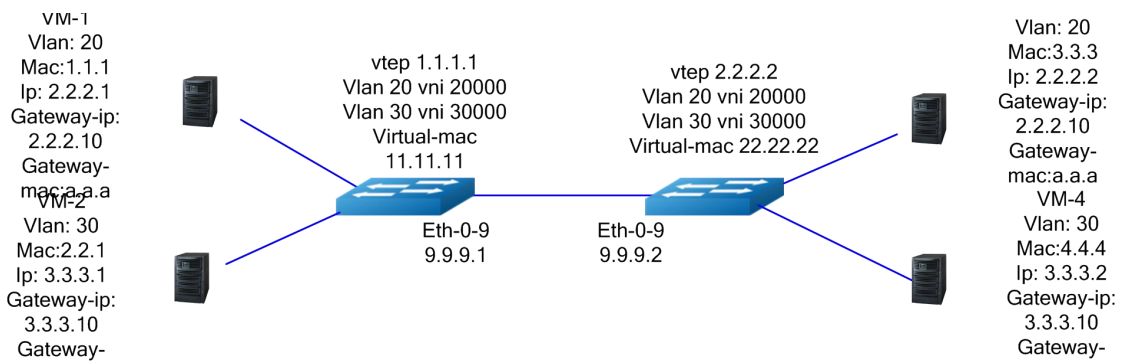 VM-1
Vlan: 20
Mac:1.1.1
Ip: 2.2.2.1
Gateway-ip:
2.2.2.10
Gateway-
mac:a.a.a
VM-2
Vlan: 30
Mac:2.2.1
Ip: 3.3.3.1
Gateway-ip:
3.3.3.10
Gateway-
vtep 1.1.1.1
Vlan 20 vni 20000
Vlan 30 vni 30000
Virtual-mac
11.11.11
Eth-0-9
9.9.9.1
vtep 2.2.2.2
Vlan 20 vni 20000
Vlan 30 vni 30000
Virtual-mac 22.22.22
Eth-0-9
9.9.9.2
Vlan: 20
Mac:3.3.3
Ip: 2.2.2.2
Gateway-ip:
2.2.2.10
Gateway-
mac:a.a.a
VM-4
Vlan: 30
Mac:4.4.4
Ip: 3.3.3.2
Gateway-ip:
3.3.3.10
Gateway-